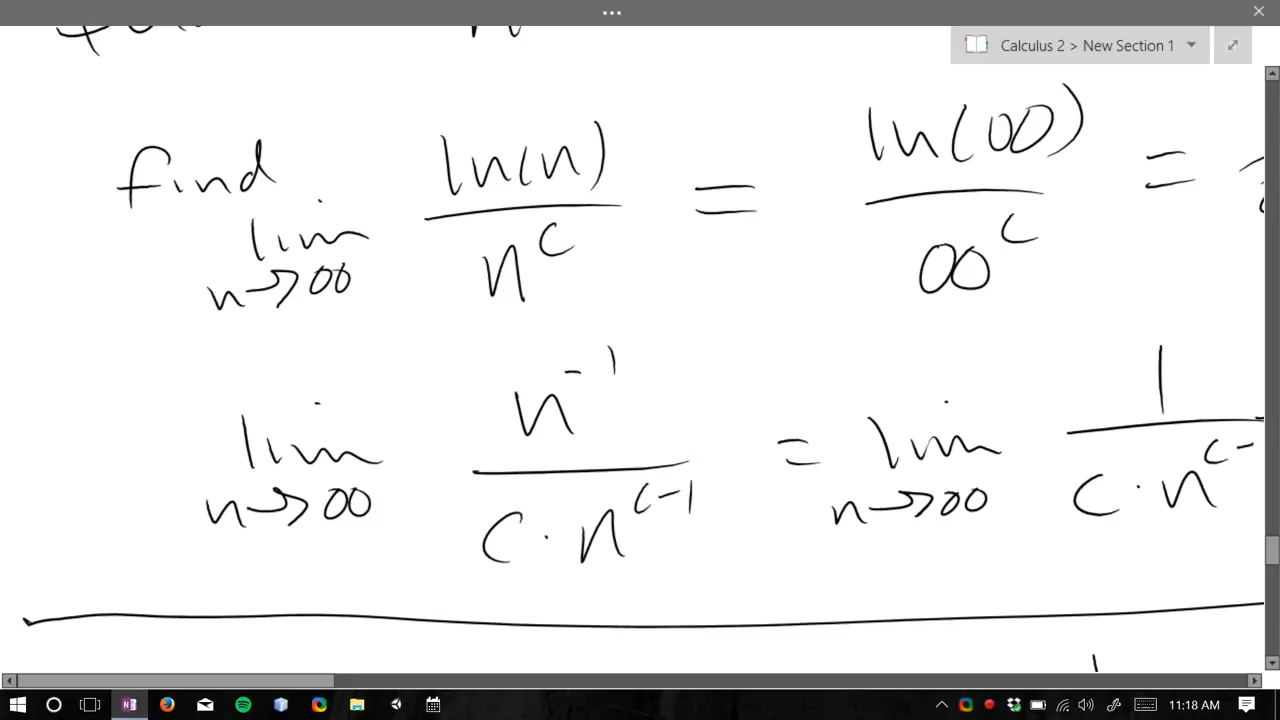 ...
Calculus 2 > New Section 1
find lim n→∞ ln(n) / n^c = ln(∞) / ∞^c =
lim n→∞ n^-1 / c · n^(c-1) = lim n→∞ 1 / c · n^(c-
11:18 AM